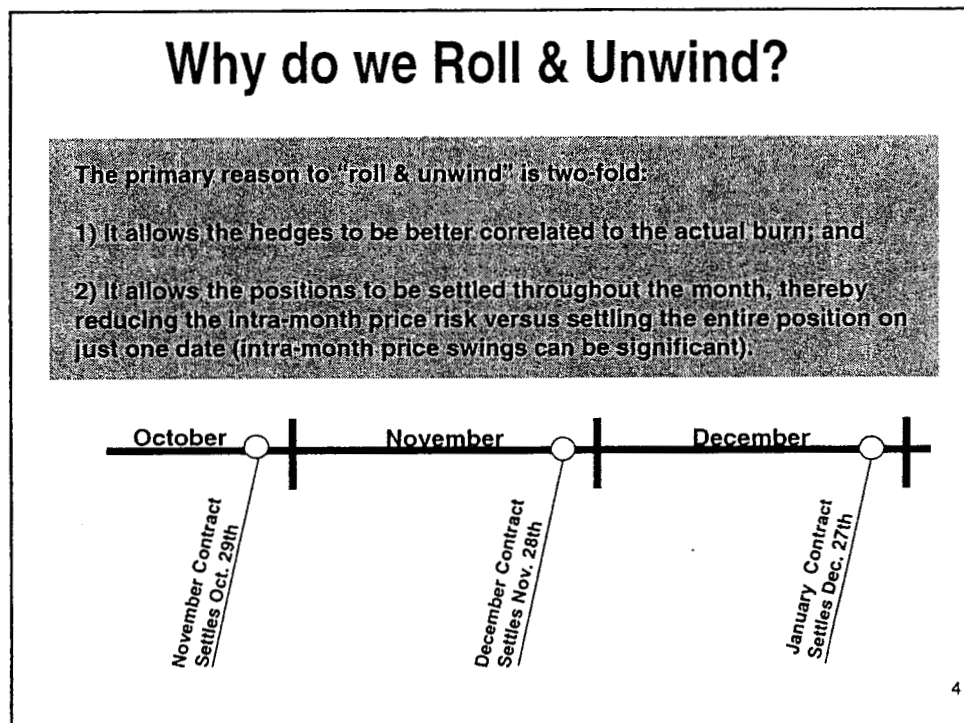 Why do we Roll & Unwind?
The primary reason to "roll & unwind" is two-fold:
1) It allows the hedges to be better correlated to the actual burn; and
2) It allows the positions to be settled throughout the month, thereby
reducing the intra-month price risk versus settling the entire position on
just one date (intra-month price swings can be significant).
October
November
December
November Contract
Settles Oct. 29th
December Contract
Settles Nov. 28th
January Contract
Settles Dec. 27th
4